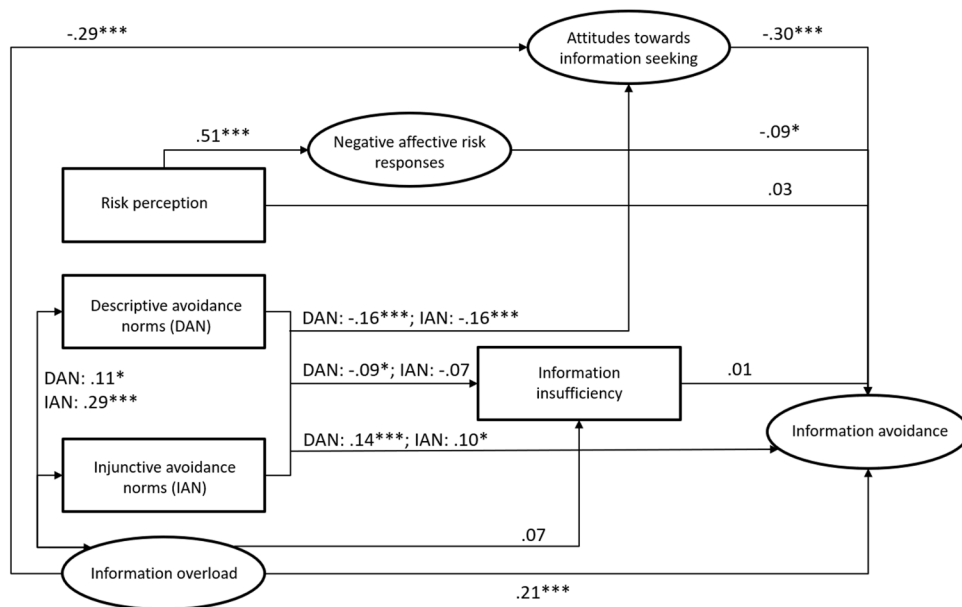 -.29***
Attitudes towards
information seeking
-.30***
.51***
Negative affective risk
responses
-.09*
Risk perception
.03
Descriptive avoidance
norms (DAN)
DAN: -.16***; IAN: -.16***
DAN: -.09*; IAN: -.07
Information
insufficiency
.01
DAN: .11*
IAN: .29***
Information avoidance
DAN: .14***; IAN: .10*
Injunctive avoidance
norms (IAN)
.07
Information overload
.21***